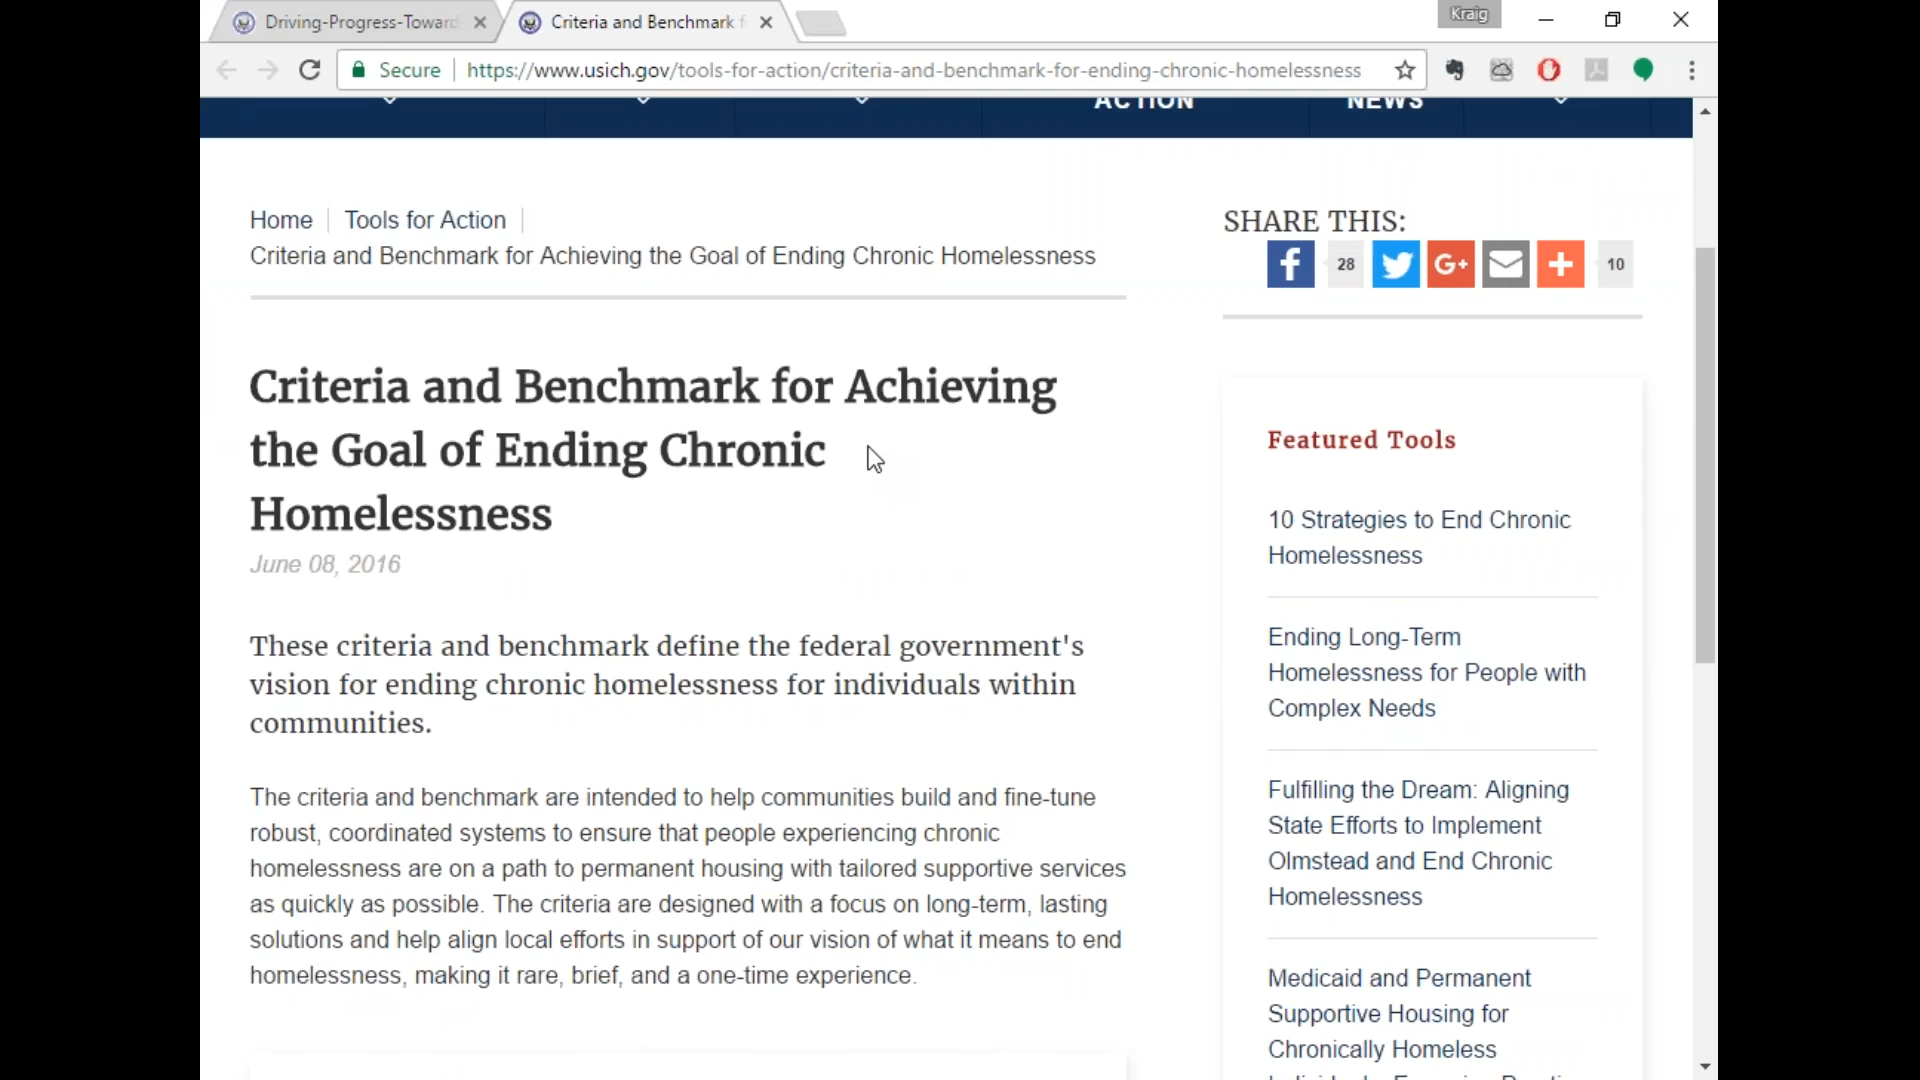 Driving-Progress-Toward
Criteria and Benchmark f
Kraig
Secure
https://www.usich.gov/tools-for-action/criteria-and-benchmark-for-ending-chronic-homelessness
ACTION
NEWS
Home
Tools for Action
Criteria and Benchmark for Achieving the Goal of Ending Chronic Homelessness
SHARE THIS:
28
G+
10
Criteria and Benchmark for Achieving
the Goal of Ending Chronic
Homelessness
June 08, 2016
These criteria and benchmark define the federal government's
vision for ending chronic homelessness for individuals within
communities.
The criteria and benchmark are intended to help communities build and fine-tune
robust, coordinated systems to ensure that people experiencing chronic
homelessness are on a path to permanent housing with tailored supportive services
as quickly as possible. The criteria are designed with a focus on long-term, lasting
solutions and help align local efforts in support of our vision of what it means to end
homelessness, making it rare, brief, and a one-time experience.
Featured Tools
10 Strategies to End Chronic
Homelessness
Ending Long-Term
Homelessness for People with
Complex Needs
Fulfilling the Dream: Aligning
State Efforts to Implement
Olmstead and End Chronic
Homelessness
Medicaid and Permanent
Supportive Housing for
Chronically Homeless